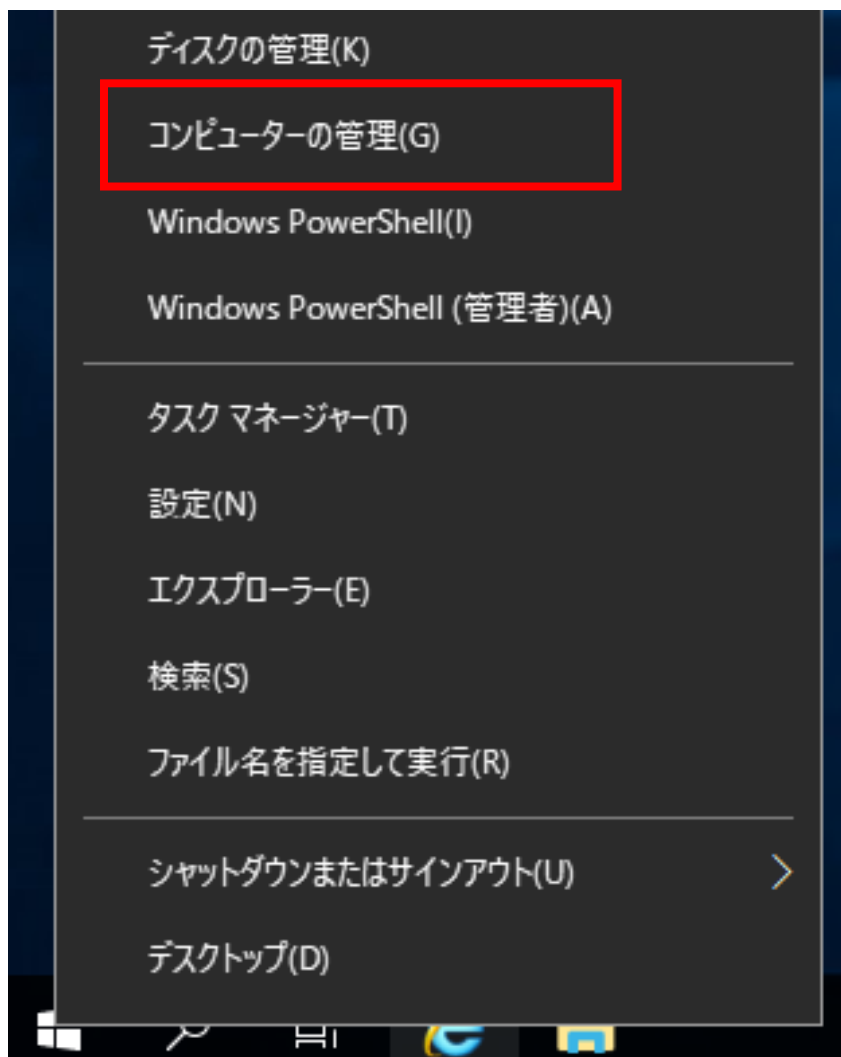 ディスクの管理(K)
コンピューターの管理(G)
Windows PowerShell(I)
Windows PowerShell (管理者)(A)
タスク マネージャー(T)
設定(N)
エクスプローラー(E)
検索(S)
ファイル名を指定して実行(R)
シャットダウンまたはサインアウト(U)
デスクトップ(D)